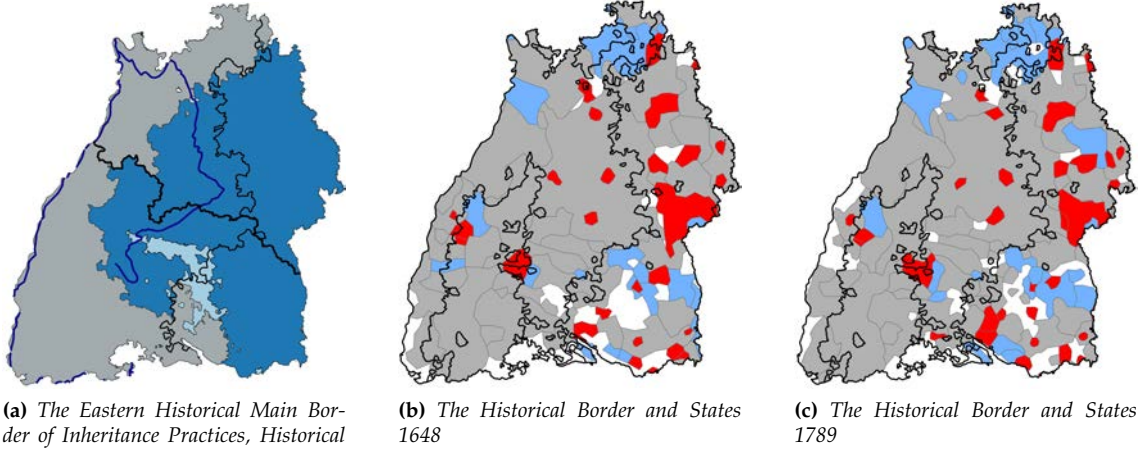 (a) The Eastern Historical Main Bor-
der of Inheritance Practices, Historical
(b) The Historical Border and States
1648
(c) The Historical Border and States
1789